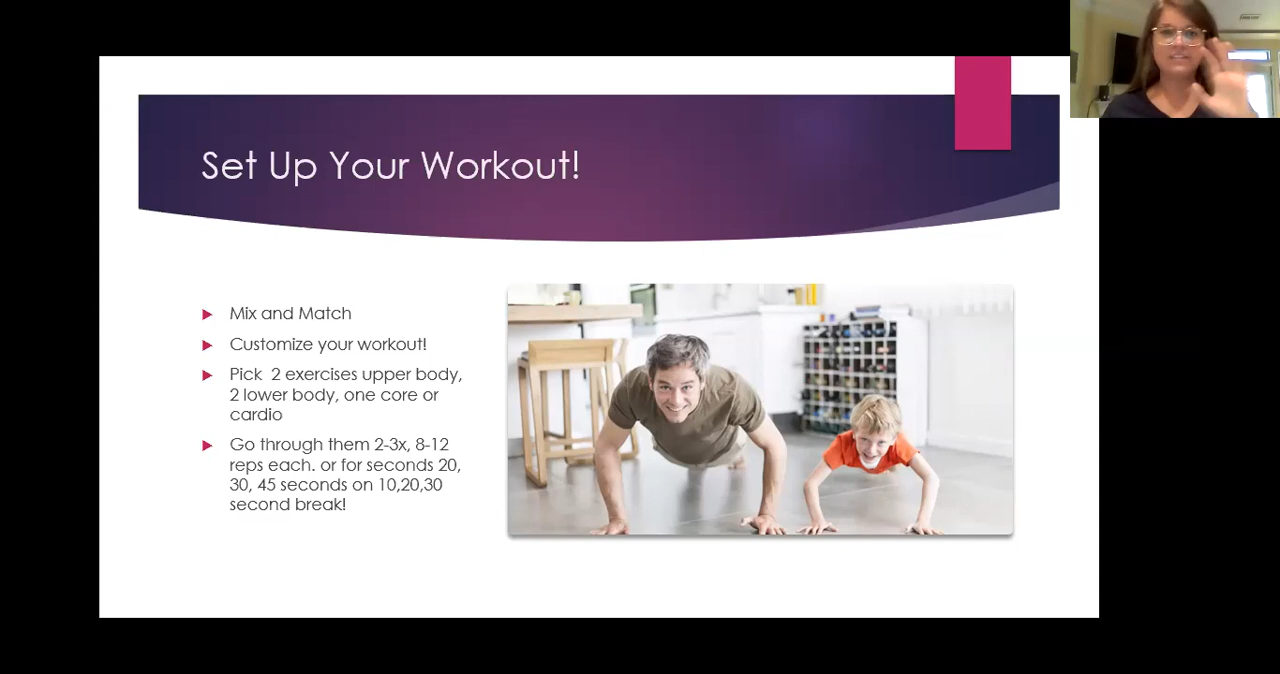 Set Up Your Workout!
Mix and Match
Customize your workout!
Pick 2 exercises upper body,
2 lower body, one core or
cardio
Go through them 2-3x, 8-12
reps each. or for seconds 20,
30, 45 seconds on 10,20,30
second break!